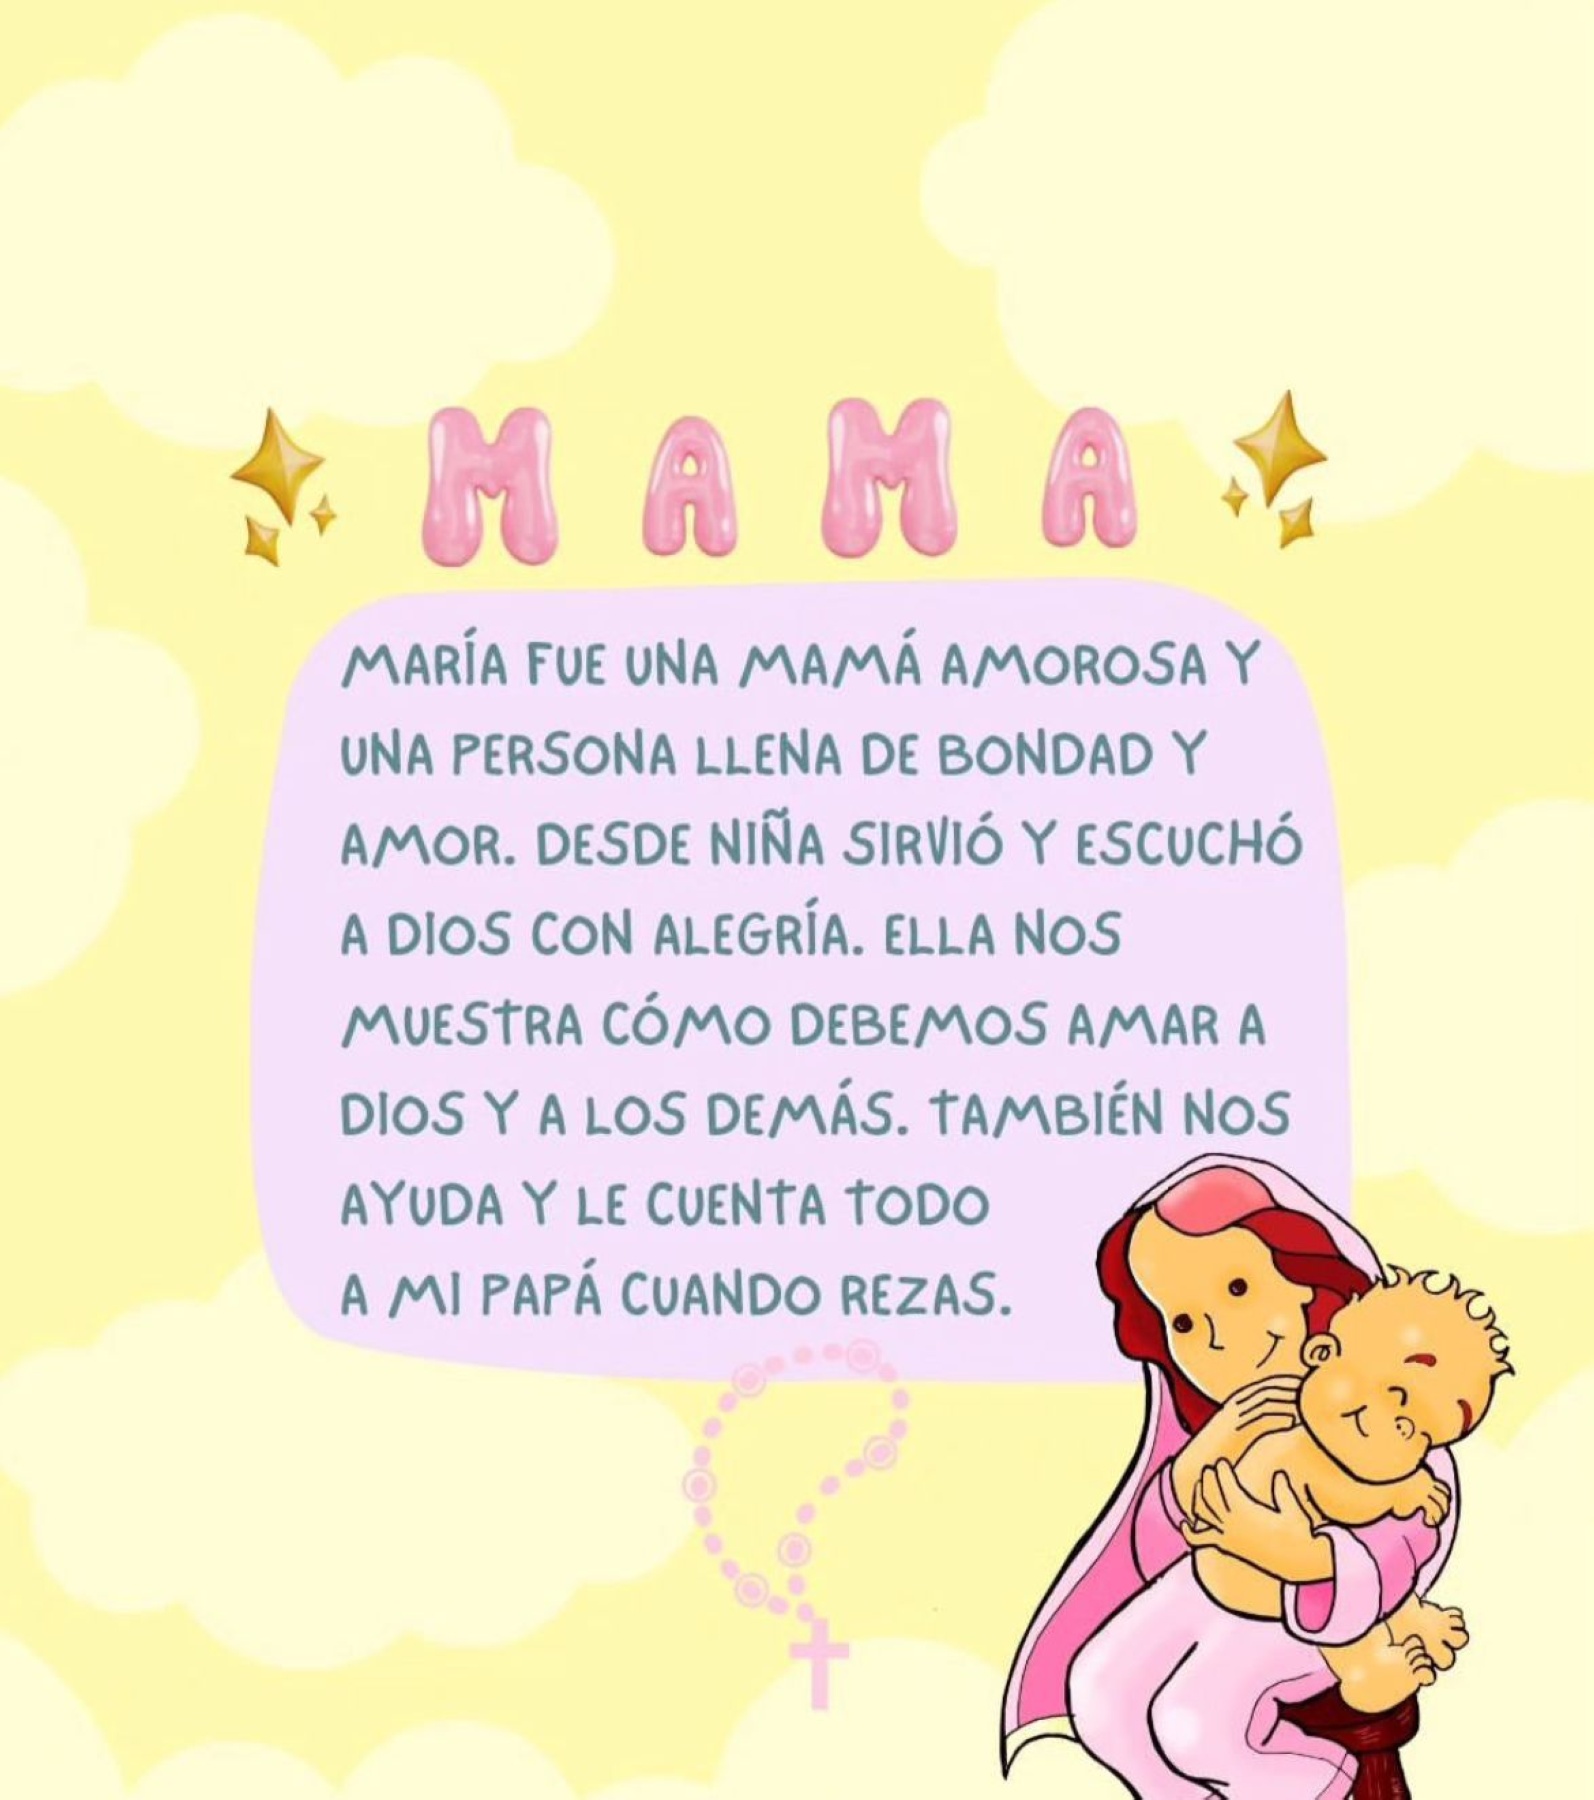 MAMA
MARÍA FUE UNA MAMÁ AMOROSA Y
UNA PERSONA LLENA DE BONDAD Y
AMOR. DESDE NIÑA SIRVIÓ Y ESCUCHÓ
A DIOS CON ALEGRÍA. ELLA NOS
MUESTRA CÓMO DEBEMOS AMAR A
DIOS Y A LOS DEMÁS. TAMBIÉN NOS
AYUDA Y LE CUENTA TODO
A MI PAPÁ CUANDO REZAS.